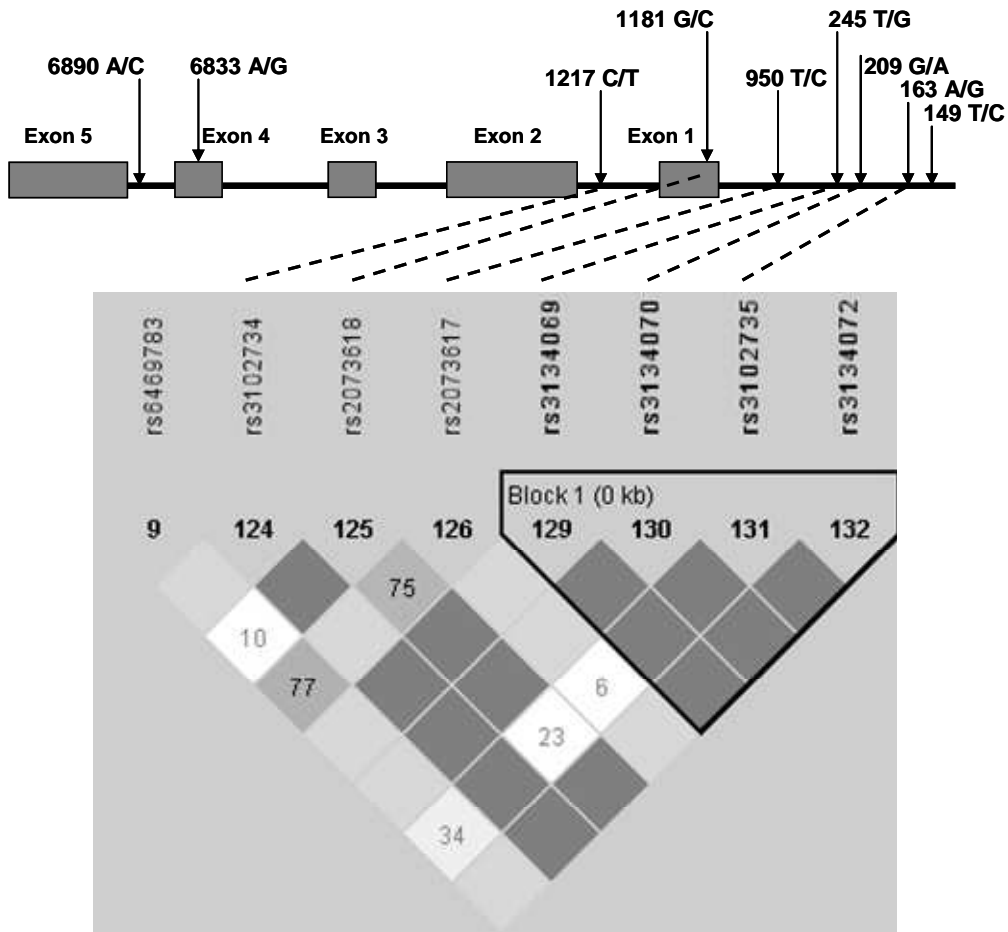 1181 G/C
245 T/G
6890 A/C
6833 A/G
1217 C/T
950 T/C
209 G/A
163 A/G
149 T/C
Exon 5
Exon 4
Exon 3
Exon 2
Exon 1
rs6469783
rs3102734
rs2073618
rs2073617
rs3134069
rs3134070
rs3102735
rs3134072
Block 1 (0 kb)
9 124 125 126 129 130 131 132
75
10
77
6
23
34